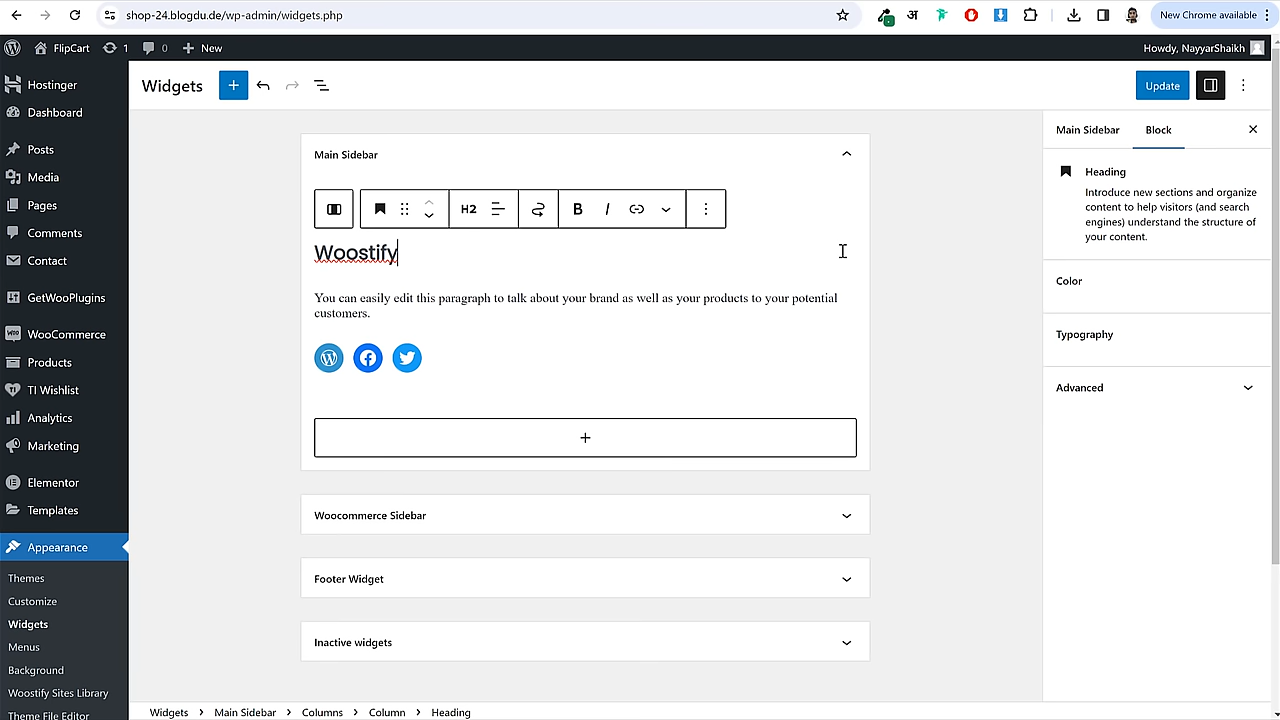 shop-24.blogdu.de/wp-admin/widgets.php
अ
New Chrome available
FlipCart
1
0
New
Howdy, NayyarShaikh
Hostinger
Dashboard
Posts
Media
Pages
Comments
Contact
GetWooPlugins
WooCommerce
Products
TI Wishlist
Analytics
Marketing
Elementor
Templates
Appearance
Themes
Customize
Widgets
Menus
Background
Woostify Sites Library
Theme File Editor
Widgets
Update
Main Sidebar
H2
B
I
Woostify
You can easily edit this paragraph to talk about your brand as well as your products to your potential
customers.
Woocommerce Sidebar
Footer Widget
Inactive widgets
Main Sidebar
Block
Heading
Introduce new sections and organize
content to help visitors (and search
engines) understand the structure of
your content.
Color
Typography
Advanced
Widgets > Main Sidebar > Columns > Column > Heading